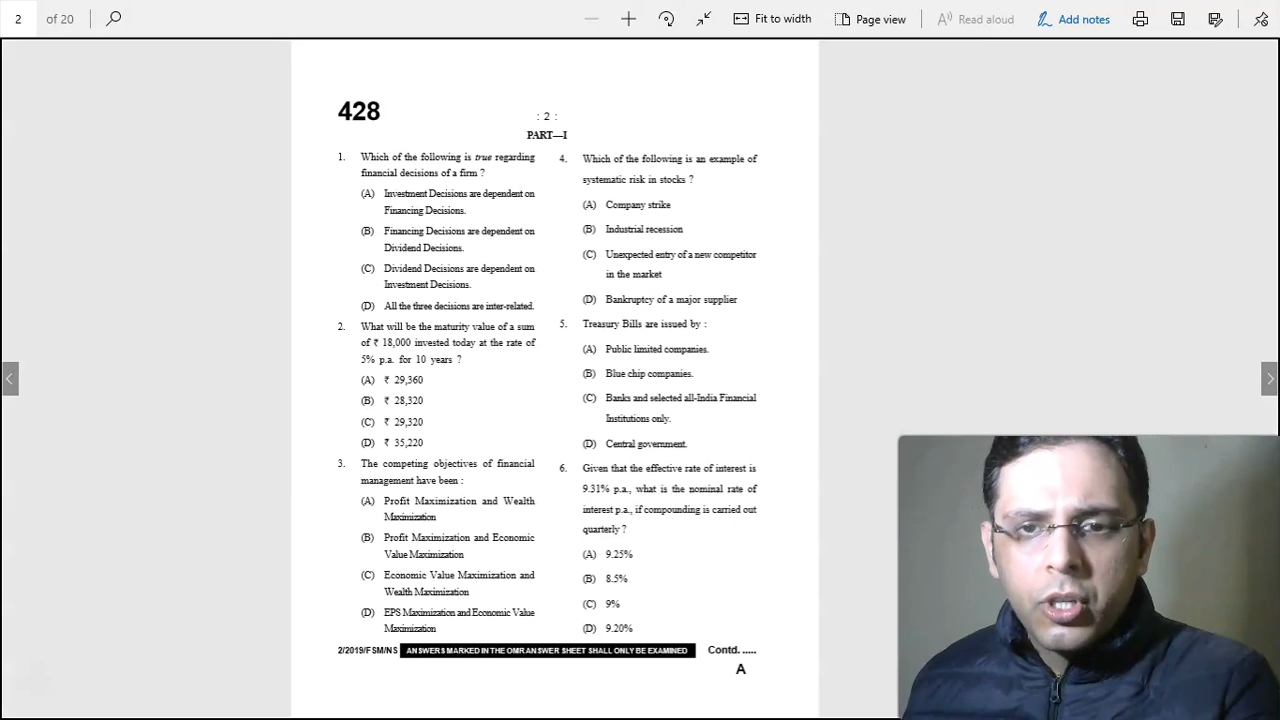 2 of 20 Fit to width Page view Read aloud Add notes
428
: 2 :
PART—I
1. Which of the following is true regarding
financial decisions of a firm ?
(A) Investment Decisions are dependent on
Financing Decisions.
(B) Financing Decisions are dependent on
Dividend Decisions.
(C) Dividend Decisions are dependent on
Investment Decisions.
(D) All the three decisions are inter-related.
2. What will be the maturity value of a sum
of ₹ 18,000 invested today at the rate of
5% p.a. for 10 years ?
(A) ₹ 29,360
(B) ₹ 28,320
(C) ₹ 29,320
(D) ₹ 35,220
3. The competing objectives of financial
management have been :
(A) Profit Maximization and Wealth
Maximization
(B) Profit Maximization and Economic
Value Maximization
(C) Economic Value Maximization and
Wealth Maximization
(D) EPS Maximization and Economic Value
Maximization
4. Which of the following is an example of
systematic risk in stocks ?
(A) Company strike
(B) Industrial recession
(C) Unexpected entry of a new competitor
in the market
(D) Bankruptcy of a major supplier
5. Treasury Bills are issued by :
(A) Public limited companies.
(B) Blue chip companies.
(C) Banks and selected all-India Financial
Institutions only.
(D) Central government.
6. Given that the effective rate of interest is
9.31% p.a., what is the nominal rate of
interest p.a., if compounding is carried out
quarterly ?
(A) 9.25%
(B) 8.5%
(C) 9%
(D) 9.20%
2/2019/FSM/NS ANSWERS MARKED IN THE OMR ANSWER SHEET SHALL ONLY BE EXAMINED Contd. .....
A